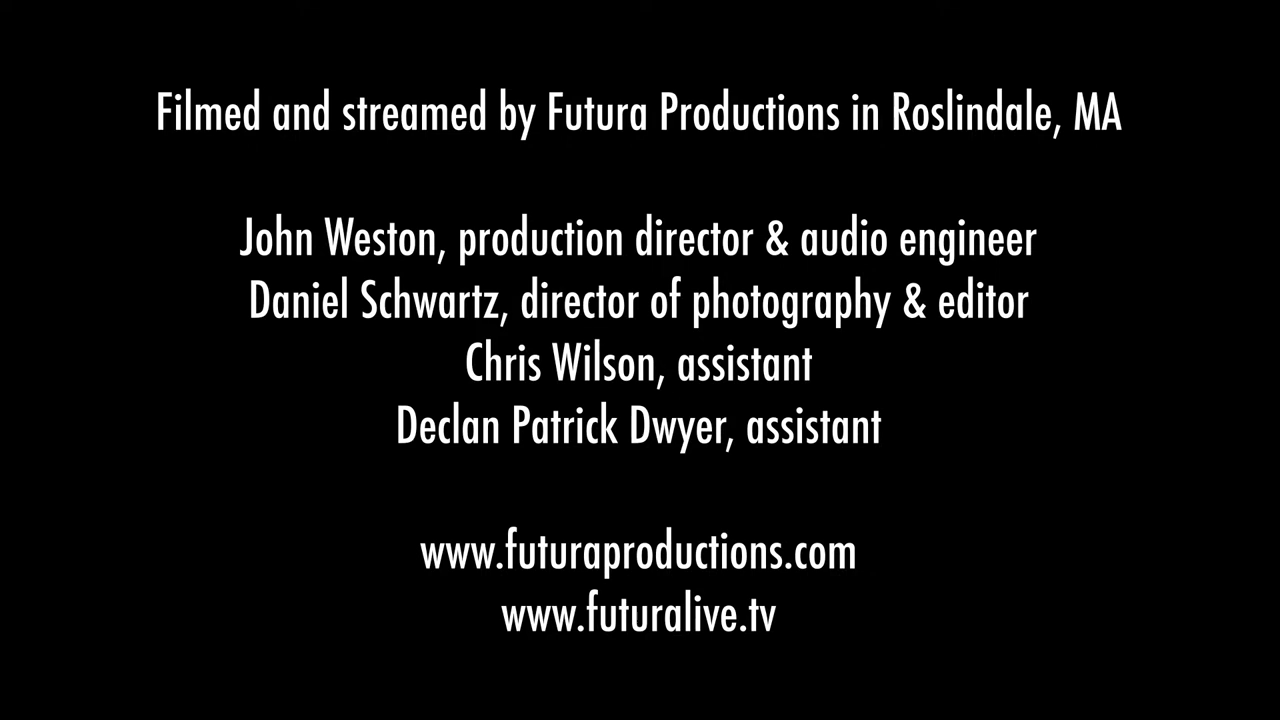 Filmed and streamed by Futura Productions in Roslindale, MA
John Weston, production director & audio engineer
Daniel Schwartz, director of photography & editor
Chris Wilson, assistant
Declan Patrick Dwyer, assistant
www.futuraproductions.com
www.futuralive.tv